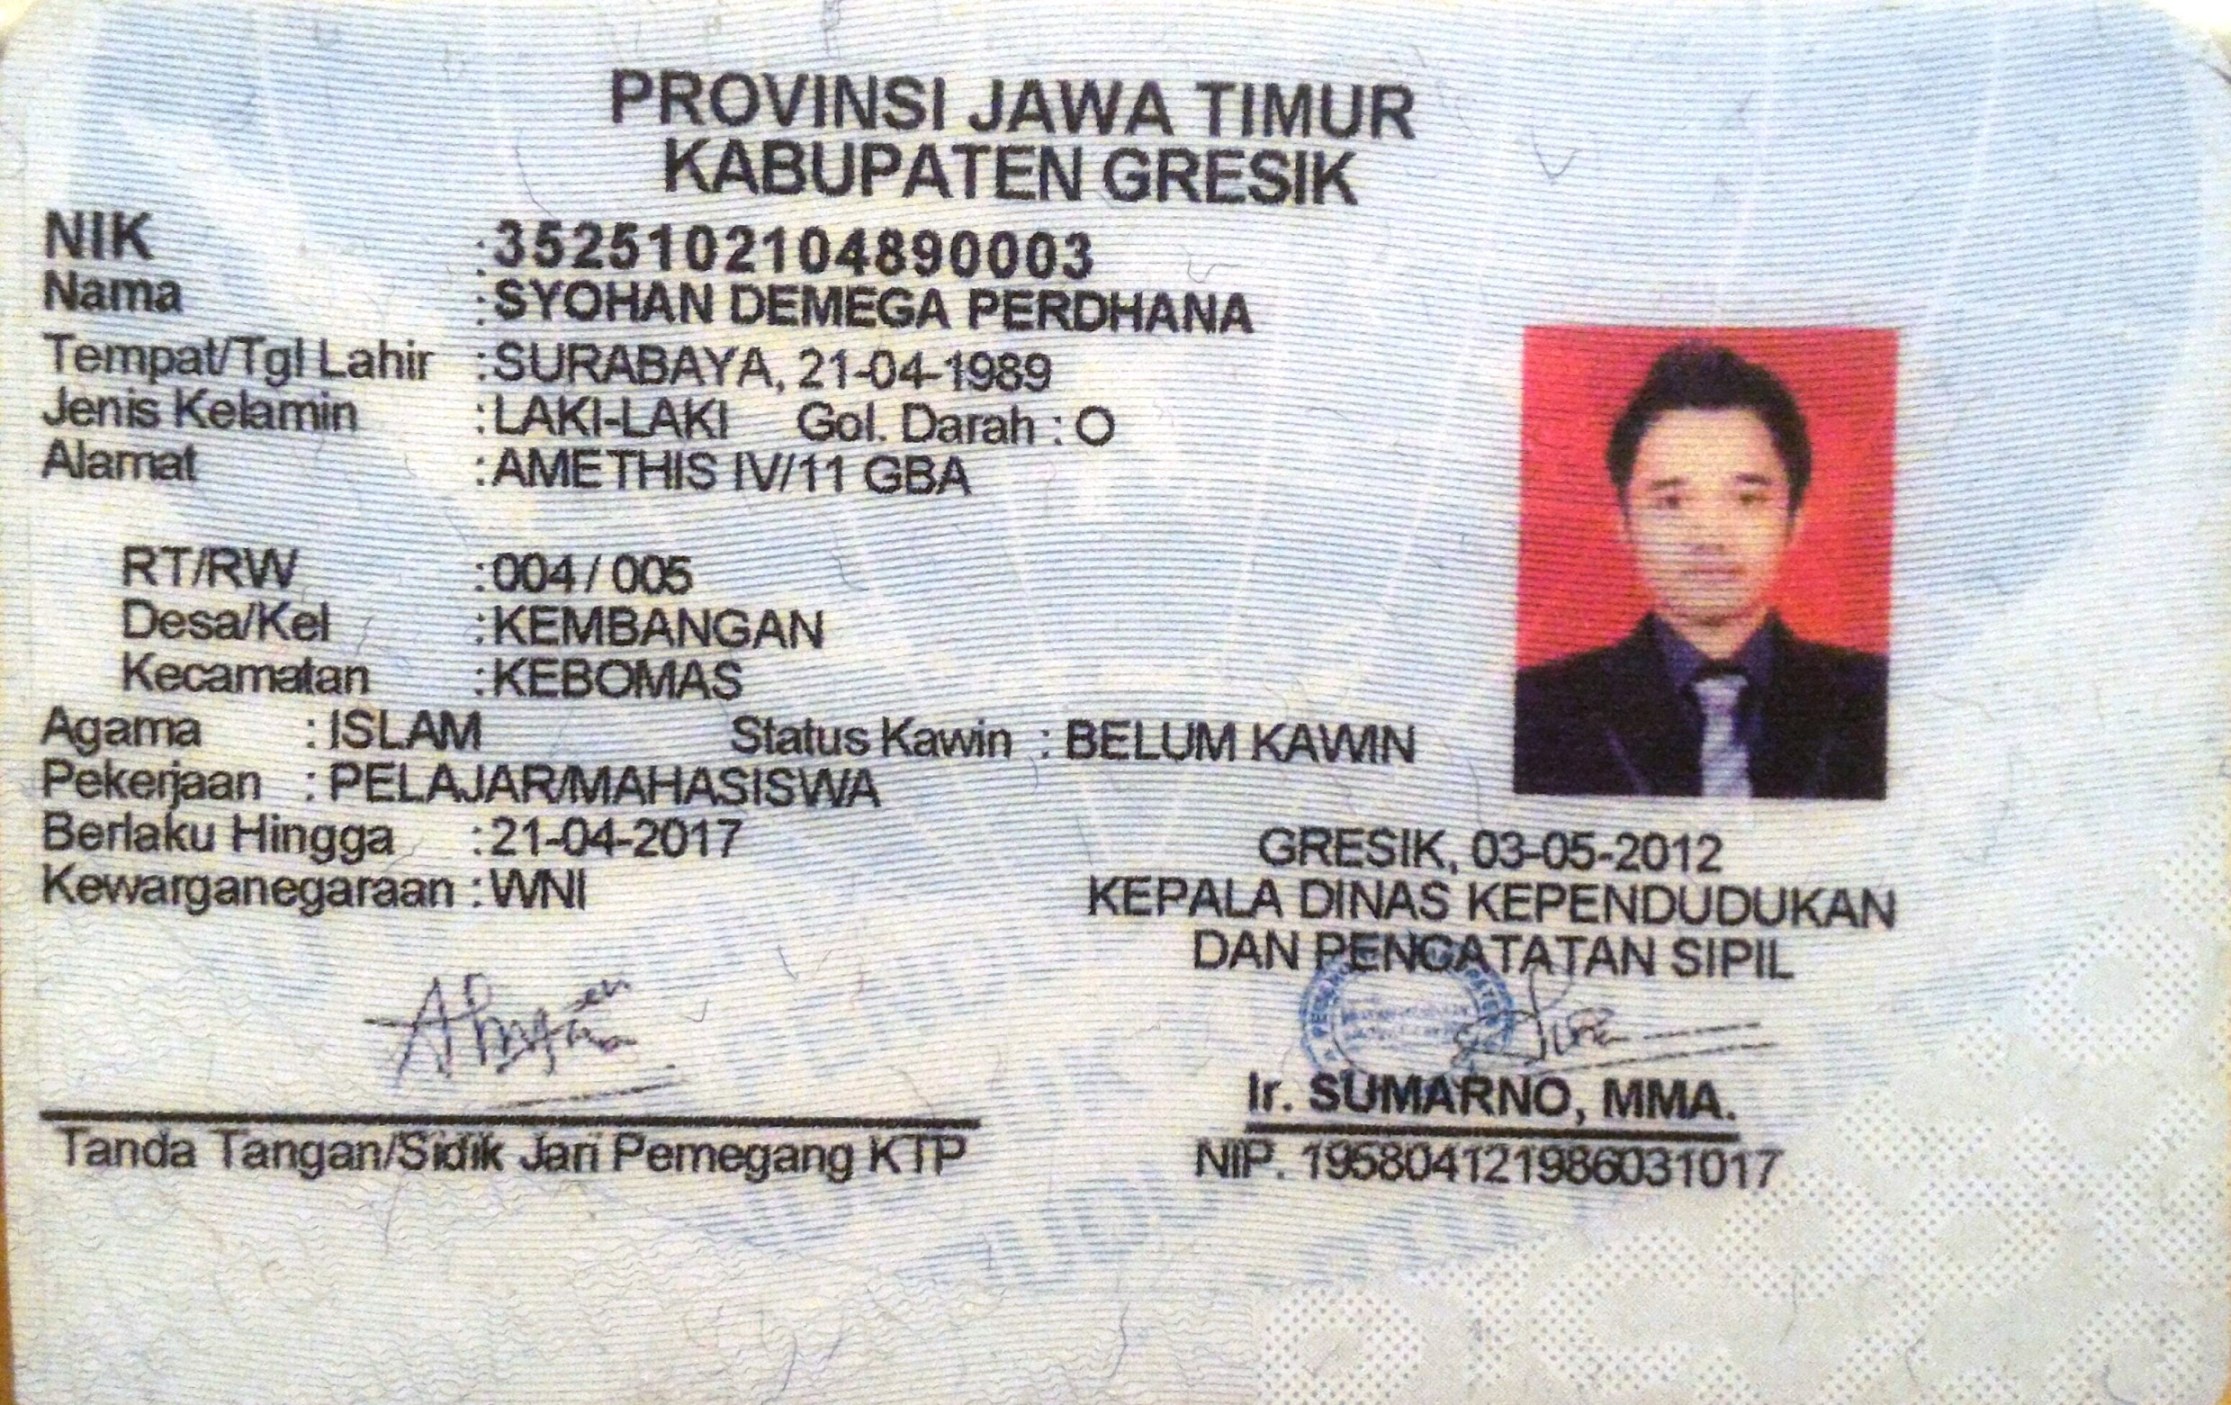 PROVINSI JAWA TIMUR
KABUPATEN GRESIK
NIK : 3525102104890003
Nama : SYOHAN DEMEGA PERDHANA
Tempat/Tgl Lahir : SURABAYA, 21-04-1989
Jenis Kelamin : LAKI-LAKI Gol. Darah : O
Alamat : AMETHIS IV/11 GBA
RT/RW : 004 / 005
Desa/Kel : KEMBANGAN
Kecamatan : KEBOMAS
Agama : ISLAM Status Kawin : BELUM KAWIN
Pekerjaan : PELAJAR/MAHASISWA
Berlaku Hingga : 21-04-2017
Kewarganegaraan : WNI
GRESIK, 03-05-2012
KEPALA DINAS KEPENDUDUKAN
DAN PENCATATAN SIPIL
Ir. SUMARNO, MMA.
NIP. 195804121986031017
Tanda Tangan/Sidik Jari Pemegang KTP